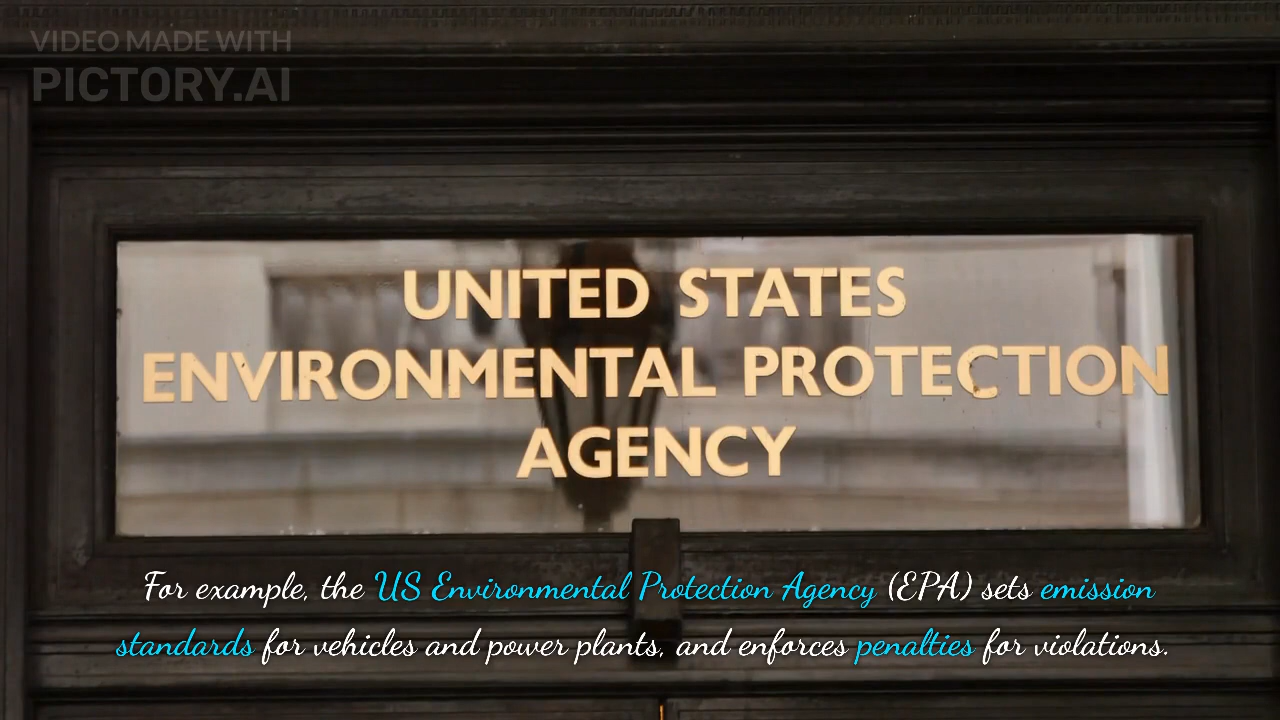 VIDEO MADE WITH
PICTORY.AI
UNITED STATES
ENVIRONMENTAL PROTECTION
AGENCY
For example, the US Environmental Protection Agency (EPA) sets emission
standards for vehicles and power plants, and enforces penalties for violations.